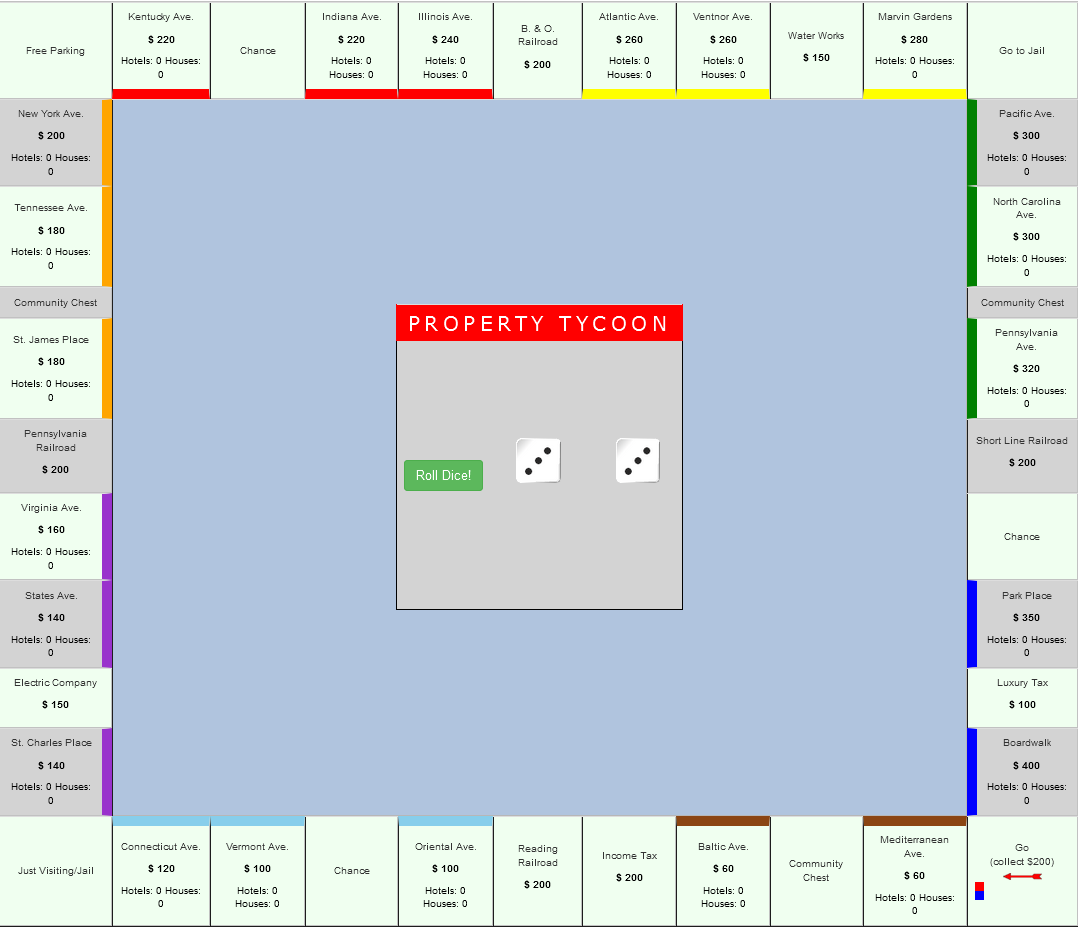 Free Parking
Kentucky Ave.
$ 220
Hotels: 0 Houses:
0
Chance
Indiana Ave.
$ 220
Hotels: 0
Houses: 0
Illinois Ave.
$ 240
Hotels: 0
Houses: 0
B. & O.
Railroad
$ 200
Atlantic Ave.
$ 260
Hotels: 0
Houses: 0
Ventnor Ave.
$ 260
Hotels: 0
Houses: 0
Water Works
$ 150
Marvin Gardens
$ 280
Hotels: 0 Houses:
0
Go to Jail
New York Ave.
$ 200
Hotels: 0 Houses:
0
Pacific Ave.
$ 300
Hotels: 0 Houses:
0
Tennessee Ave.
$ 180
Hotels: 0 Houses:
0
North Carolina
Ave.
$ 300
Hotels: 0 Houses:
0
Community Chest
Community Chest
PROPERTY TYCOON
St. James Place
$ 180
Hotels: 0 Houses:
0
Pennsylvania
Ave.
$ 320
Hotels: 0 Houses:
0
Pennsylvania
Railroad
$ 200
Roll Dice!
Short Line Railroad
$ 200
Virginia Ave.
$ 160
Hotels: 0 Houses:
0
Chance
States Ave.
$ 140
Hotels: 0 Houses:
0
Park Place
$ 350
Hotels: 0 Houses:
0
Electric Company
$ 150
Luxury Tax
$ 100
St. Charles Place
$ 140
Hotels: 0 Houses:
0
Boardwalk
$ 400
Hotels: 0 Houses:
0
Just Visiting/Jail
Connecticut Ave.
$ 120
Hotels: 0 Houses:
0
Vermont Ave.
$ 100
Hotels: 0
Houses: 0
Chance
Oriental Ave.
$ 100
Hotels: 0
Houses: 0
Reading
Railroad
$ 200
Income Tax
$ 200
Baltic Ave.
$ 60
Hotels: 0
Houses: 0
Community
Chest
Mediterranean
Ave.
$ 60
Hotels: 0 Houses:
0
Go
(collect $200)